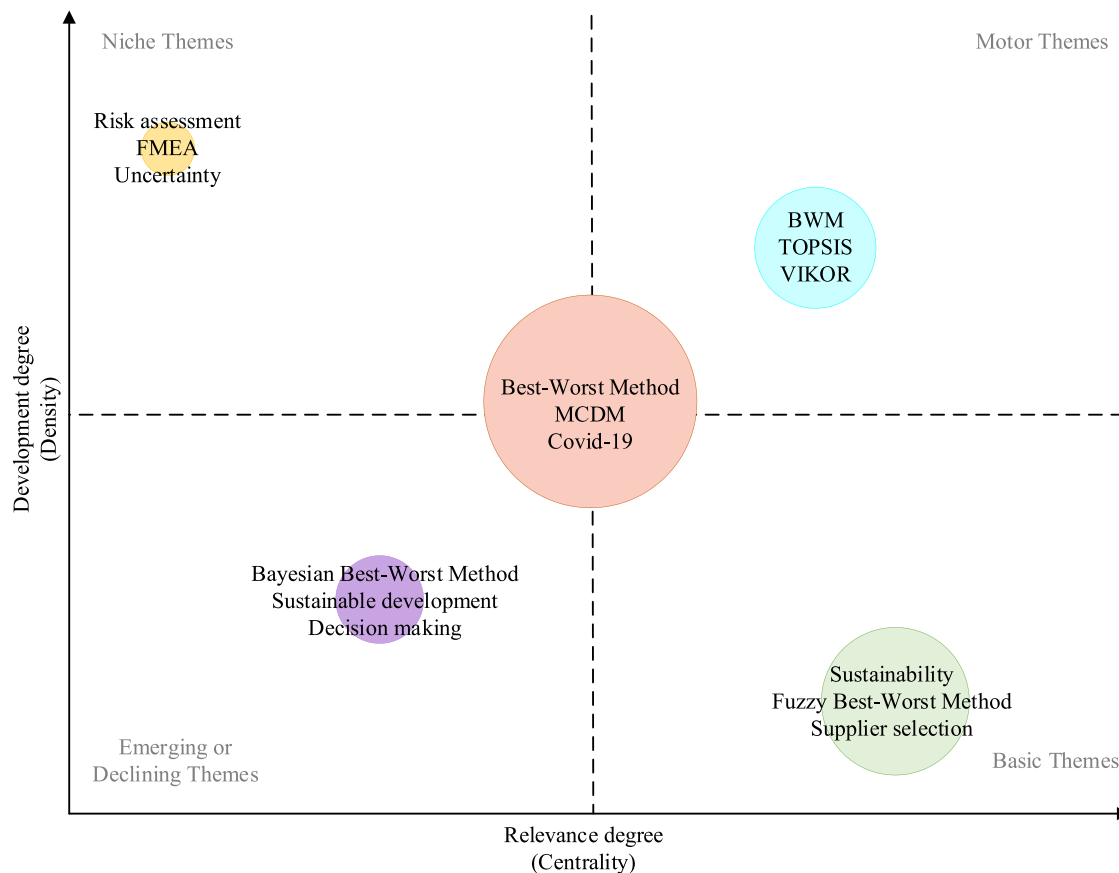 Niche Themes
Motor Themes
Risk assessment
FMEA
Uncertainty
BWM
TOPSIS
VIKOR
Development degree
(Density)
Best-Worst Method
MCDM
Covid-19
Bayesian Best-Worst Method
Sustainable development
Decision making
Sustainability
Fuzzy Best-Worst Method
Supplier selection
Emerging or
Declining Themes
Basic Themes
Relevance degree
(Centrality)